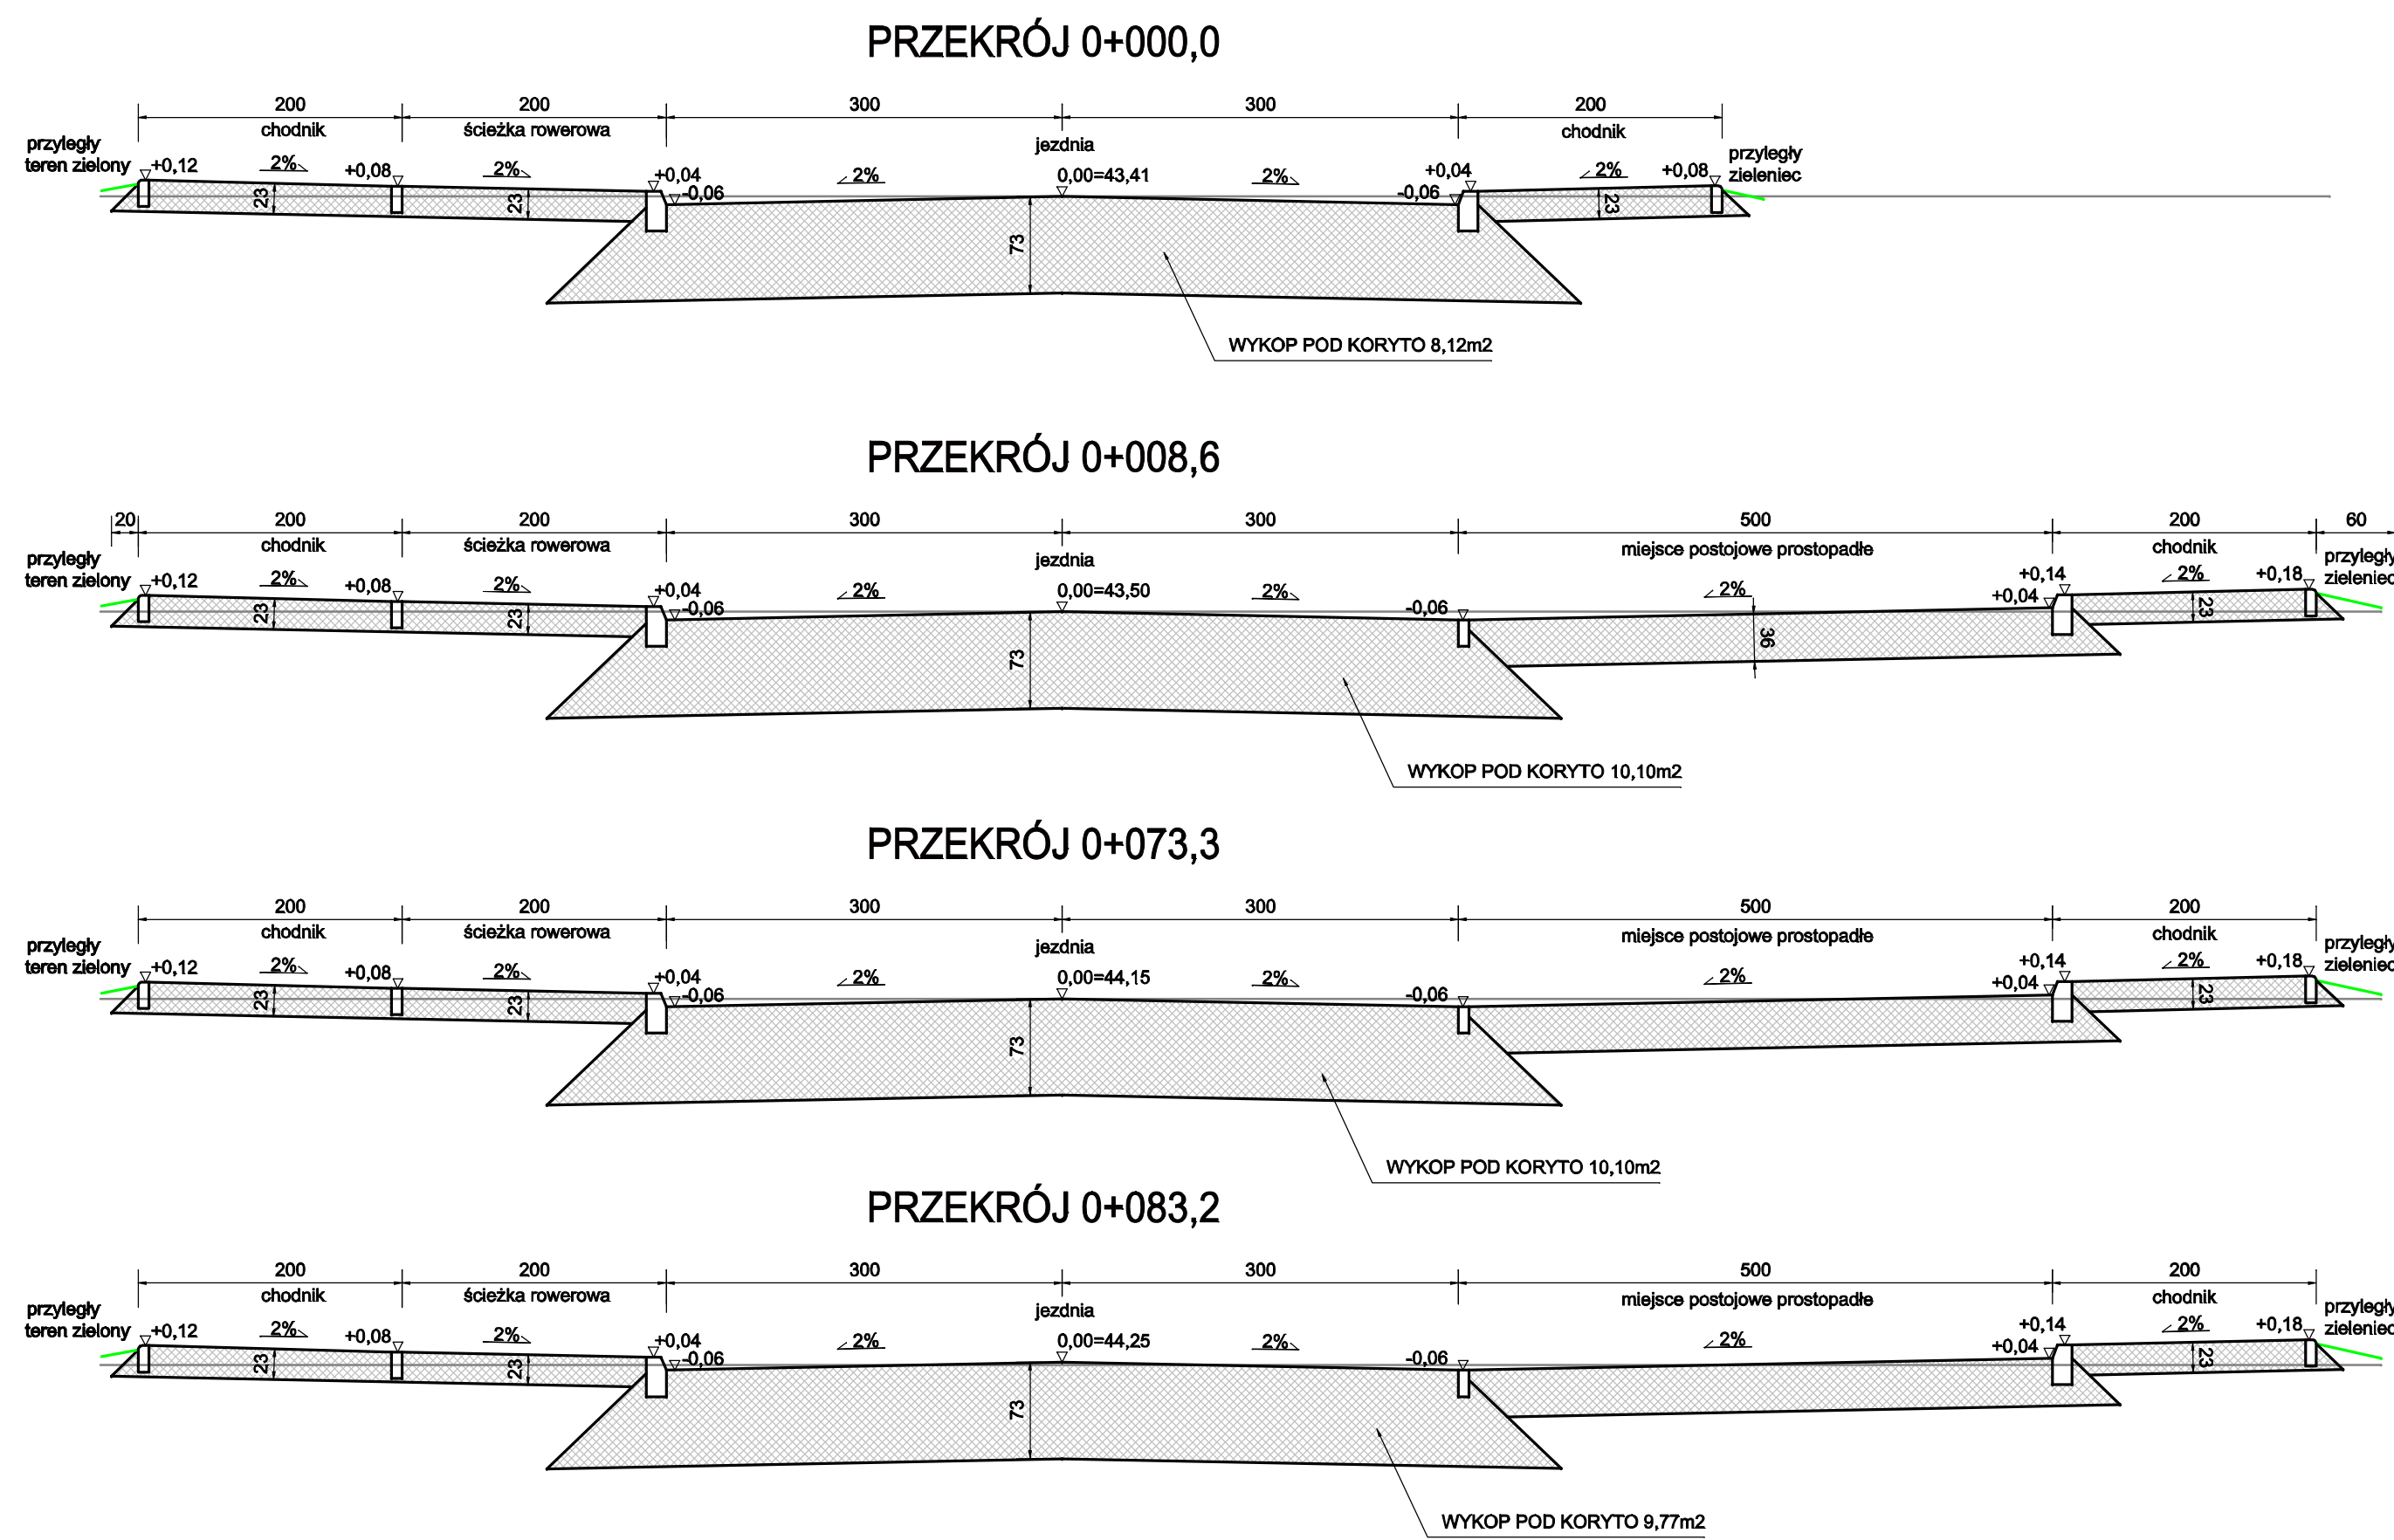 PRZEKRÓJ 0+000,0
200 200 300 300 200
chodnik ścieżka rowerowa jezdnia chodnik
przyległy
teren zielony
+0,12 2% +0,08 2% +0,04 -0,06 2% 0,00=43,41 2% -0,06 +0,04 2% +0,08
przyległy
zieleniec
23 23 73 23
WYKOP POD KORYTO 8,12m2
PRZEKRÓJ 0+008,6
20 200 200 300 300 500 200 60
chodnik ścieżka rowerowa jezdnia miejsce postojowe prostopadłe chodnik
przyległy
teren zielony
+0,12 2% +0,08 2% +0,04 -0,06 2% 0,00=43,50 2% -0,06 2% +0,04 +0,14 2% +0,18
przyległy
zieleniec
23 23 73 36 23
WYKOP POD KORYTO 10,10m2
PRZEKRÓJ 0+073,3
200 200 300 300 500 200
chodnik ścieżka rowerowa jezdnia miejsce postojowe prostopadłe chodnik
przyległy
teren zielony
+0,12 2% +0,08 2% +0,04 -0,06 2% 0,00=44,15 2% -0,06 2% +0,04 +0,14 2% +0,18
przyległy
zieleniec
23 23 73 23
WYKOP POD KORYTO 10,10m2
PRZEKRÓJ 0+083,2
200 200 300 300 500 200
chodnik ścieżka rowerowa jezdnia miejsce postojowe prostopadłe chodnik
przyległy
teren zielony
+0,12 2% +0,08 2% +0,04 -0,06 2% 0,00=44,25 2% -0,06 2% +0,04 +0,14 2% +0,18
przyległy
zieleniec
23 23 73 23
WYKOP POD KORYTO 9,77m2